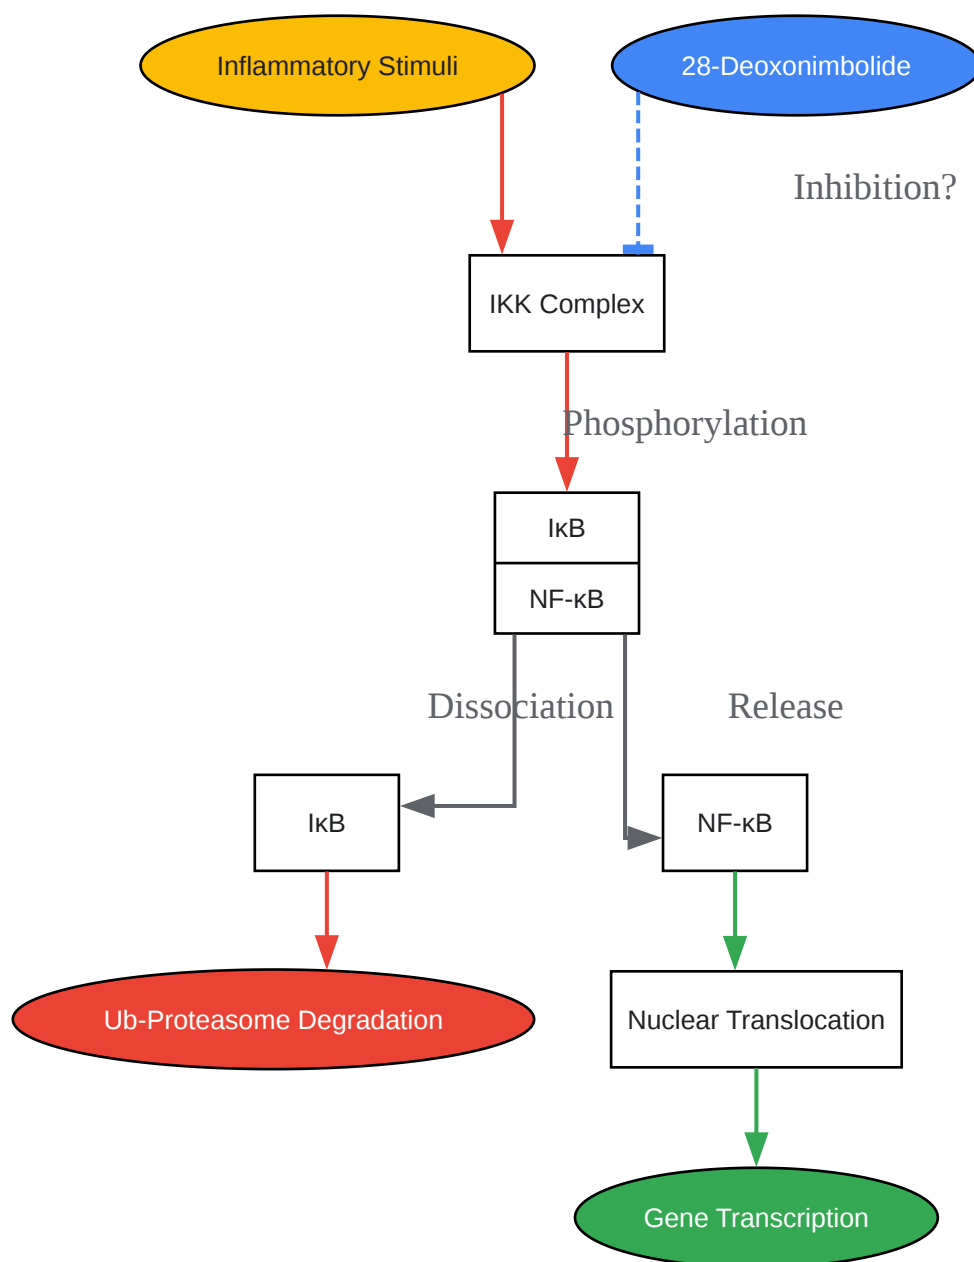 Inflammatory Stimuli
28-Deoxonimbolide
Inhibition?
IKK Complex
Phosphorylation
IκB
NF-κB
Dissociation
Release
IκB
NF-κB
Ub-Proteasome Degradation
Nuclear Translocation
Gene Transcription